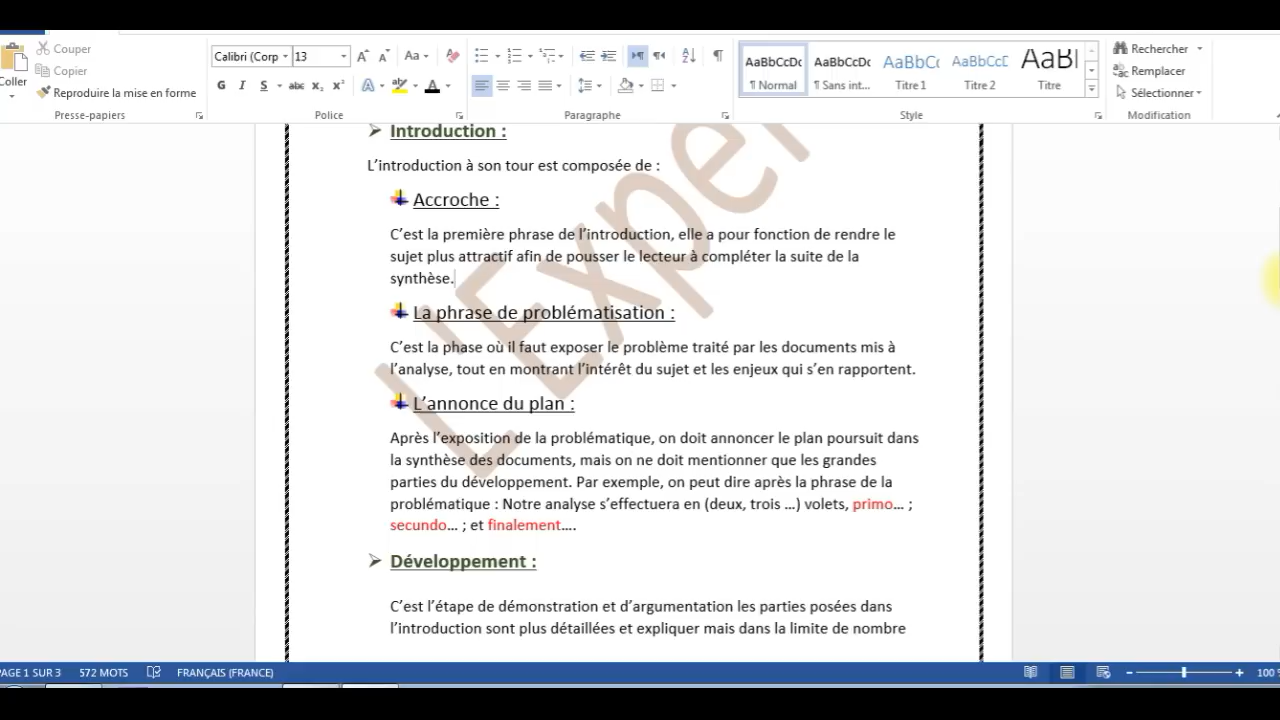 Couper
Calibri (Corp
13
Aa
Rechercher
Coller
Copier
Remplacer
Reproduire la mise en forme
G I S abc x₂ x²
A
AaBbCcDc AaBbCcDc AaBbC( AaBbCcD AaB
¶ Normal ¶ Sans int... Titre 1 Titre 2 Titre
Sélectionner
Presse-papiers
Police
Paragraphe
Style
Modification
Introduction :
L’introduction à son tour est composée de :
Accroche :
C’est la première phrase de l’introduction, elle a pour fonction de rendre le
sujet plus attractif afin de pousser le lecteur à compléter la suite de la
synthèse.
La phrase de problématisation :
C’est la phase où il faut exposer le problème traité par les documents mis à
l’analyse, tout en montrant l’intérêt du sujet et les enjeux qui s’en rapportent.
L’annonce du plan :
Après l’exposition de la problématique, on doit annoncer le plan poursuit dans
la synthèse des documents, mais on ne doit mentionner que les grandes
parties du développement. Par exemple, on peut dire après la phrase de la
problématique : Notre analyse s’effectuera en (deux, trois ...) volets, primo... ;
secundo... ; et finalement....
Développement :
C’est l’étape de démonstration et d’argumentation les parties posées dans
l’introduction sont plus détaillées et expliquer mais dans la limite de nombre
L'Exper
PAGE 1 SUR 3 572 MOTS FRANÇAIS (FRANCE)
100 %